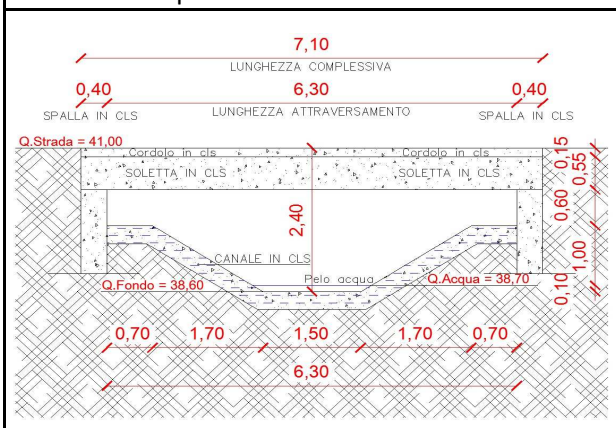 7,10
LUNGHEZZA COMPLESSIVA
0,40 6,30 0,40
SPALLA IN CLS LUNGHEZZA ATTRAVERSAMENTO SPALLA IN CLS
Q.Strada = 41,00
Cordolo in cls Cordolo in cls
0,15
SOLETTA IN CLS SOLETTA IN CLS
0,55
0,60
2,40
CANALE IN CLS
1,00
Pelo acqua
Q.Fondo = 38,60 Q.Acqua = 38,70
0,10
0,70 1,70 1,50 1,70 0,70
6,30